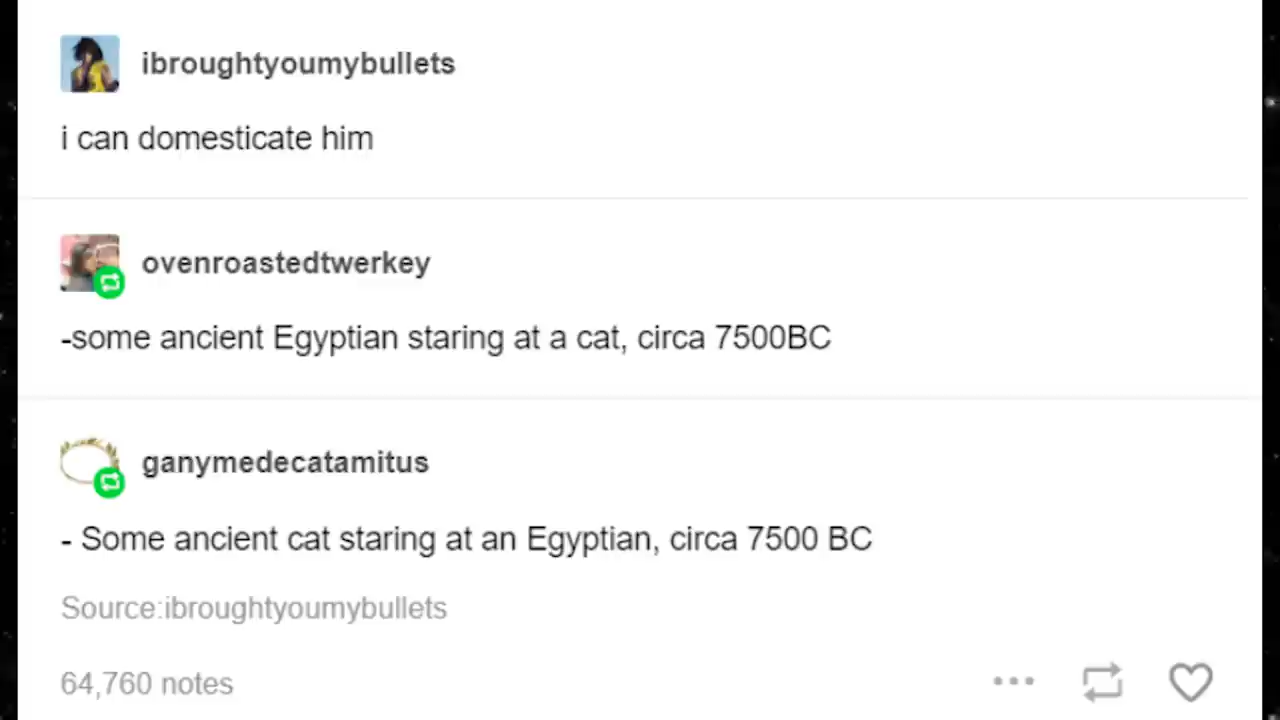 ibroughtyoumybullets
i can domesticate him
ovenroastedtwerkey
-some ancient Egyptian staring at a cat, circa 7500BC
ganymedecatamitus
- Some ancient cat staring at an Egyptian, circa 7500 BC
Source:ibroughtyoumybullets
64,760 notes